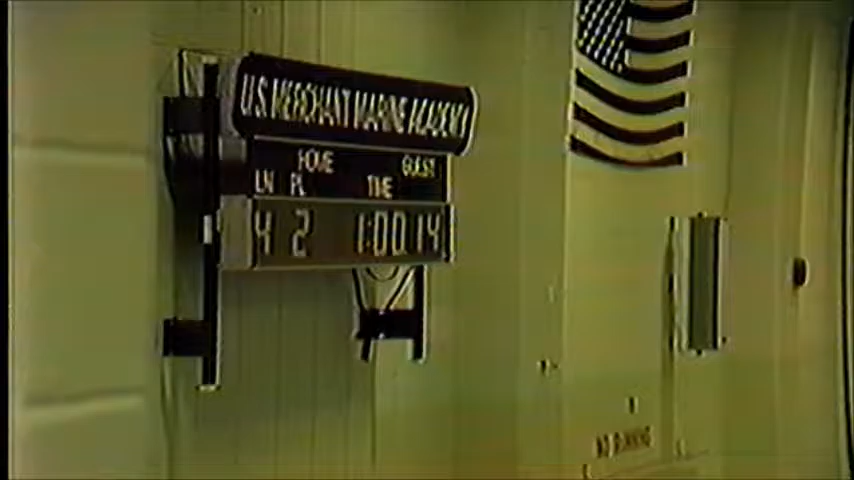 U.S. MERCHANT MARINE ACADEMY
HOME GUEST
LN PL TIME
4 2 1:00.14
NO RUNNING